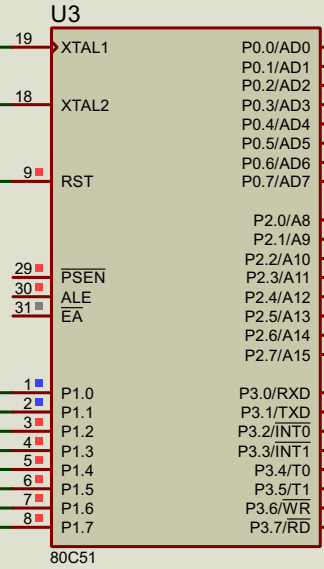 U3
19 XTAL1 P0.0/AD0
P0.1/AD1
P0.2/AD2
18 XTAL2 P0.3/AD3
P0.4/AD4
P0.5/AD5
P0.6/AD6
9 RST P0.7/AD7
P2.0/A8
P2.1/A9
P2.2/A10
29 PSEN P2.3/A11
30 ALE P2.4/A12
31 EA P2.5/A13
P2.6/A14
P2.7/A15
1 P1.0 P3.0/RXD
2 P1.1 P3.1/TXD
3 P1.2 P3.2/INT0
4 P1.3 P3.3/INT1
5 P1.4 P3.4/T0
6 P1.5 P3.5/T1
7 P1.6 P3.6/WR
8 P1.7 P3.7/RD
80C51